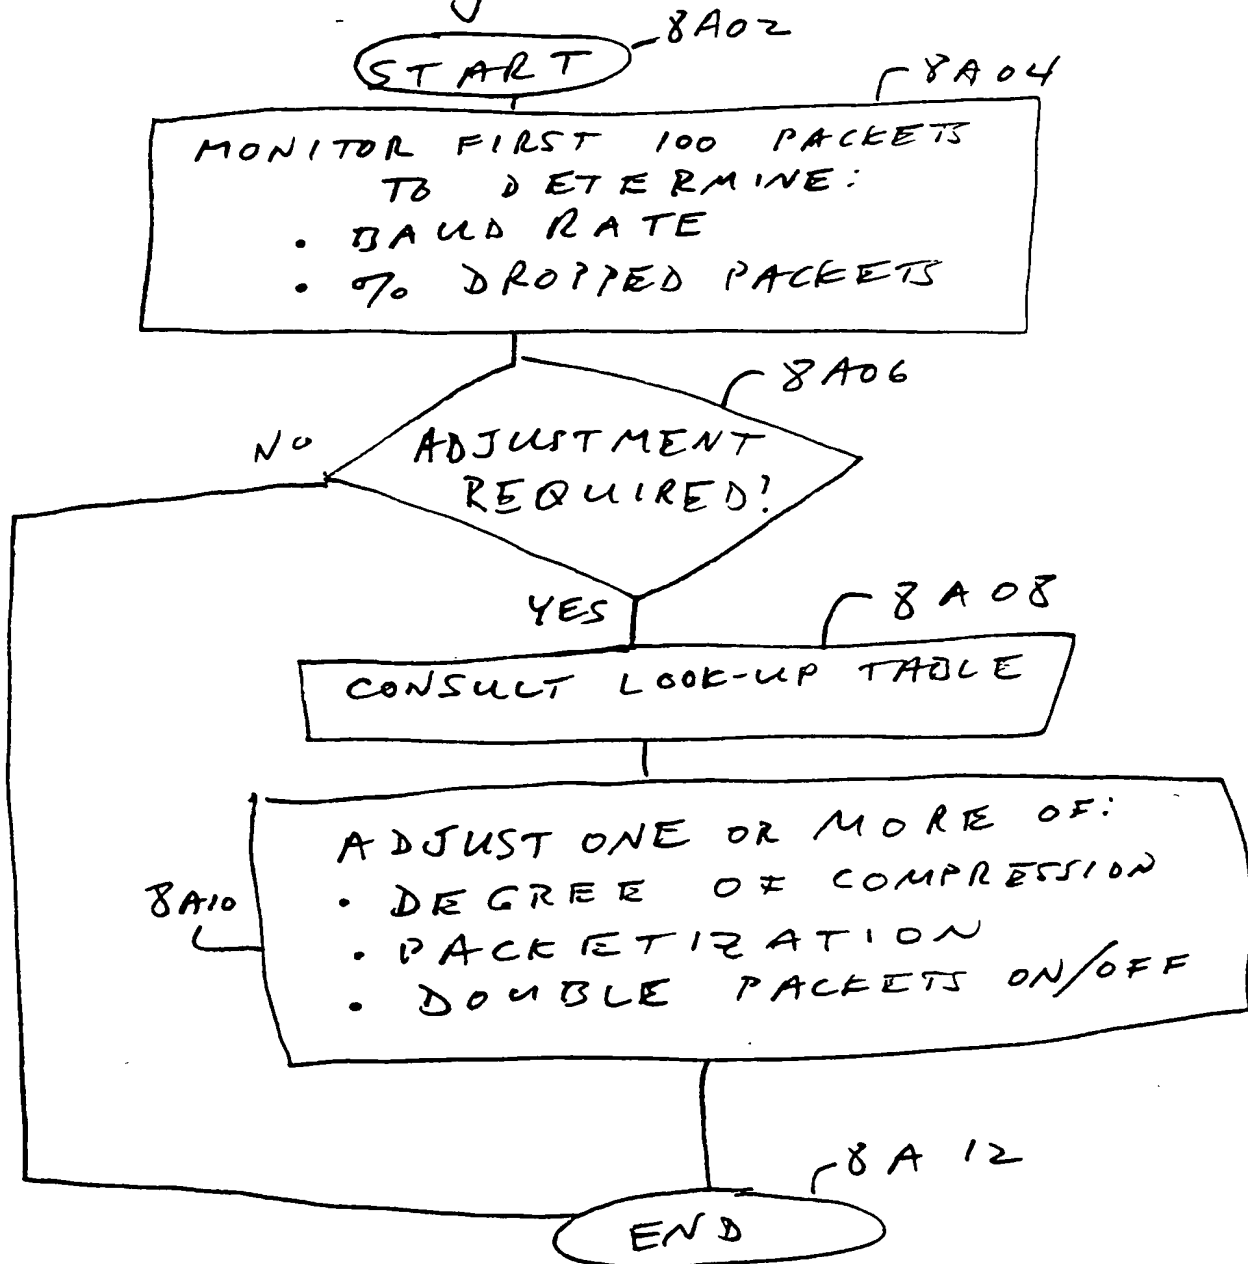 8A02
START
8A04
MONITOR FIRST 100 PACKETS
TO DETERMINE:
• BAUD RATE
• % DROPPED PACKETS
8A06
NO
ADJUSTMENT
REQUIRED?
YES
8A08
CONSULT LOOK-UP TABLE
ADJUST ONE OR MORE OF:
8A10
• DEGREE OF COMPRESSION
• PACKETIZATION
• DOUBLE PACKETS ON/OFF
8A12
END